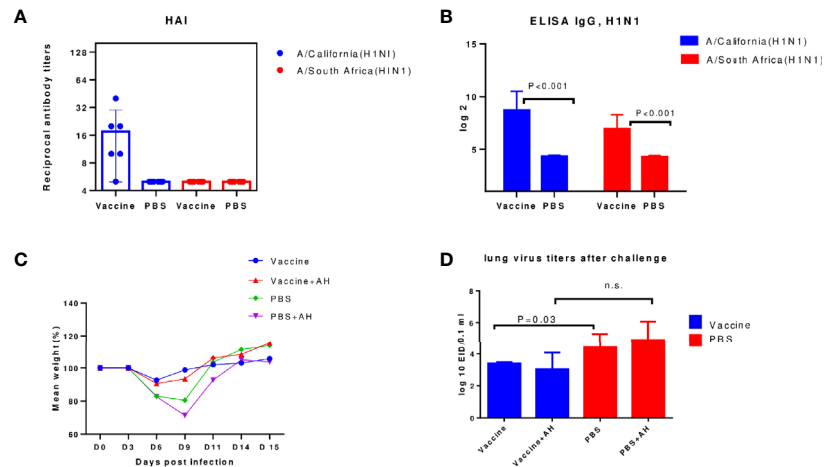 A
HAI
Reciprocal antibody titers
128
64
32
16
8
4
Vaccine PBS Vaccine PBS
A/California(H1NI)
A/South Africa(HIN1)
B
ELISA IgG, H1N1
log 2
15
10
5
P<0.001
P<0.001
Vaccine PBS Vaccine PBS
A/California(H1N1)
A/South Africa(H1N1)
C
Vaccine
Vaccine+AH
PBS
PBS+AH
Mean weight(%)
140
120
100
80
60
D0 D3 D6 D9 D11 D14 D 15
Days post Infection
D
lung virus titers after challenge
log 10 EID,0.1 ml
8
6
4
2
0
P=0.03
n.s.
Vaccine
Vaccine+AH
PBS
PBS+AH
Vaccine
PBS